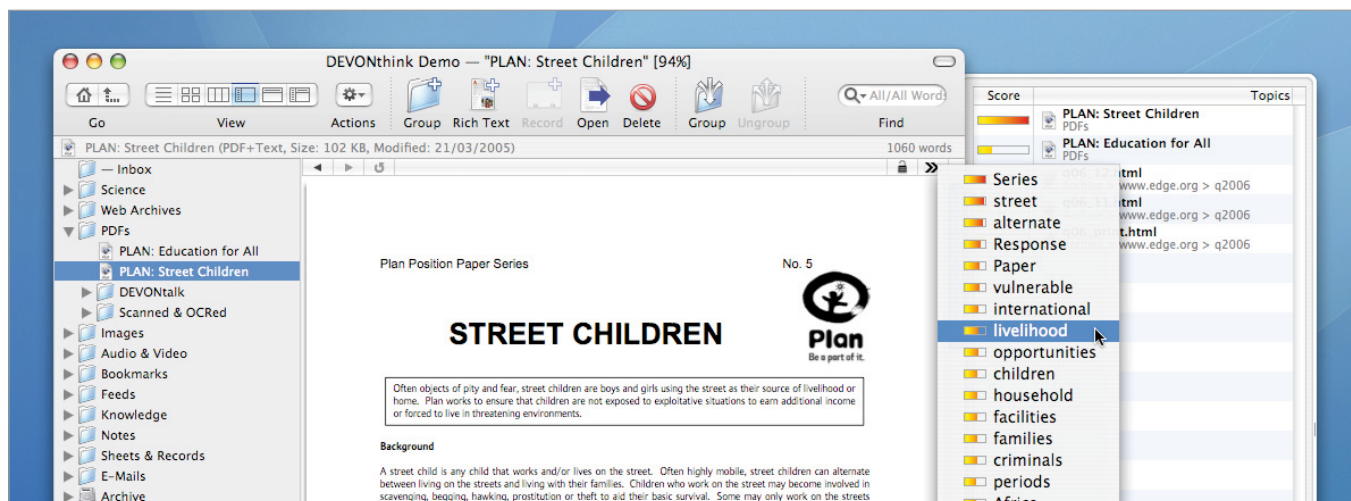 DEVONthink Demo — "PLAN: Street Children" [94%]
All/All Words
Go View Actions Group Rich Text Record Open Delete Group Ungroup Find
PLAN: Street Children (PDF+Text, Size: 102 KB, Modified: 21/03/2005) 1060 words
— Inbox
Science
Web Archives
PDFs
PLAN: Education for All
PLAN: Street Children
DEVONtalk
Scanned & OCRed
Images
Audio & Video
Bookmarks
Feeds
Knowledge
Notes
Sheets & Records
E-Mails
Archive
Plan Position Paper Series No. 5
Plan
Be a part of it.
STREET CHILDREN
Often objects of pity and fear, street children are boys and girls using the street as their source of livelihood or
home. Plan works to ensure that children are not exposed to exploitative situations to earn additional income
or forced to live in threatening environments.
Background
A street child is any child that works and/or lives on the street. Often highly mobile, street children can alternate
between living on the streets and living with their families. Children who work on the street may become involved in
scavenging, begging, hawking, prostitution or theft to aid their basic survival. Some may only work on the streets
Series
street
alternate
Response
Paper
vulnerable
international
livelihood
opportunities
children
household
facilities
families
criminals
periods
Africa
Score Topics
PLAN: Street Children
PDFs
PLAN: Education for All
PDFs
q06_12.html
www.edge.org > q2006
q06_11.html
www.edge.org > q2006
q06_print.html
www.edge.org > q2006